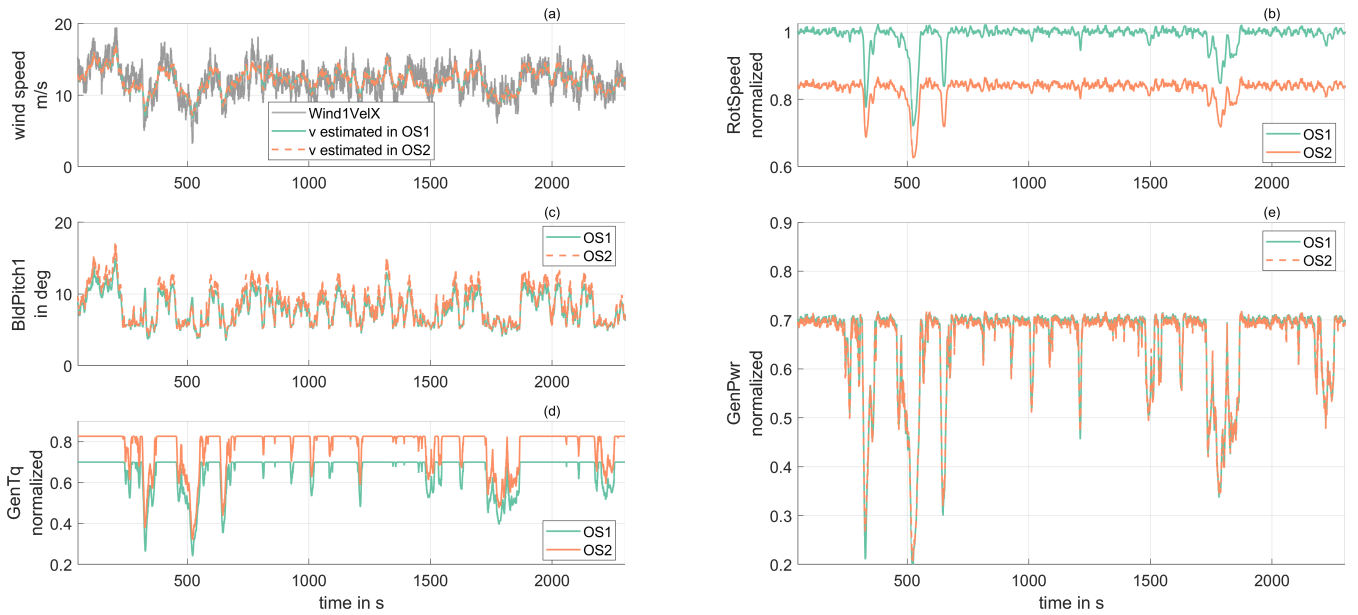 (a)
20
10
0
wind speed
m/s
Wind1VelX
v estimated in OS1
v estimated in OS2
500
1000
1500
2000
(b)
1
0.8
0.6
RotSpeed
normalized
OS1
OS2
500
1000
1500
2000
(c)
20
10
0
BldPitch1
in deg
OS1
OS2
500
1000
1500
2000
(d)
0.8
0.6
0.4
0.2
GenTq
normalized
OS1
OS2
500
1000
1500
2000
time in s
(e)
0.9
0.8
0.7
0.6
0.5
0.4
0.3
0.2
GenPwr
normalized
OS1
OS2
500
1000
1500
2000
time in s